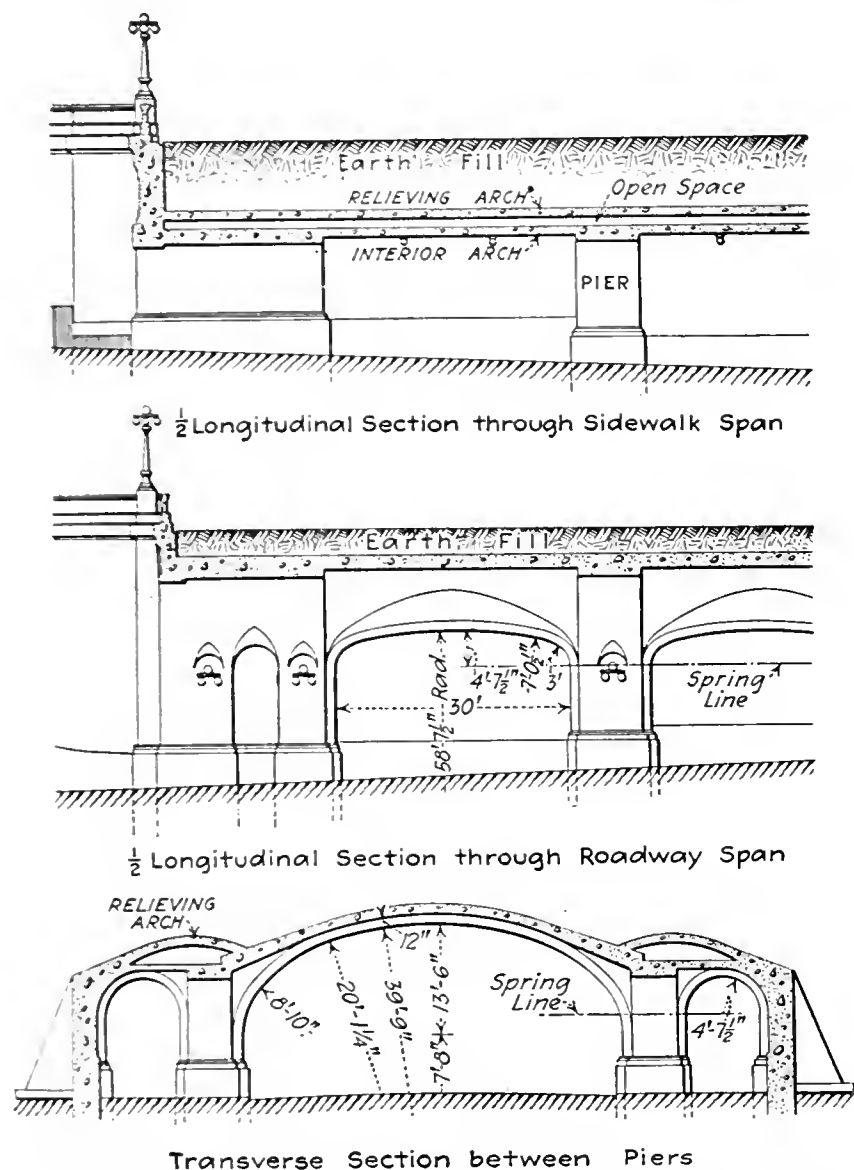 Earth Fill
RELIEVING ARCH
Open Space
INTERIOR ARCH
PIER
½ Longitudinal Section through Sidewalk Span
Earth Fill
58'-7½" Rad.
4'-7½"
7'-0½"
3'
30'
Spring
Line
½ Longitudinal Section through Roadway Span
RELIEVING
ARCH
12"
8'-10"
20'-1¼"
39'-9"
7'-8"
13'-6"
Spring
Line
4'-7½"
Transverse Section between Piers